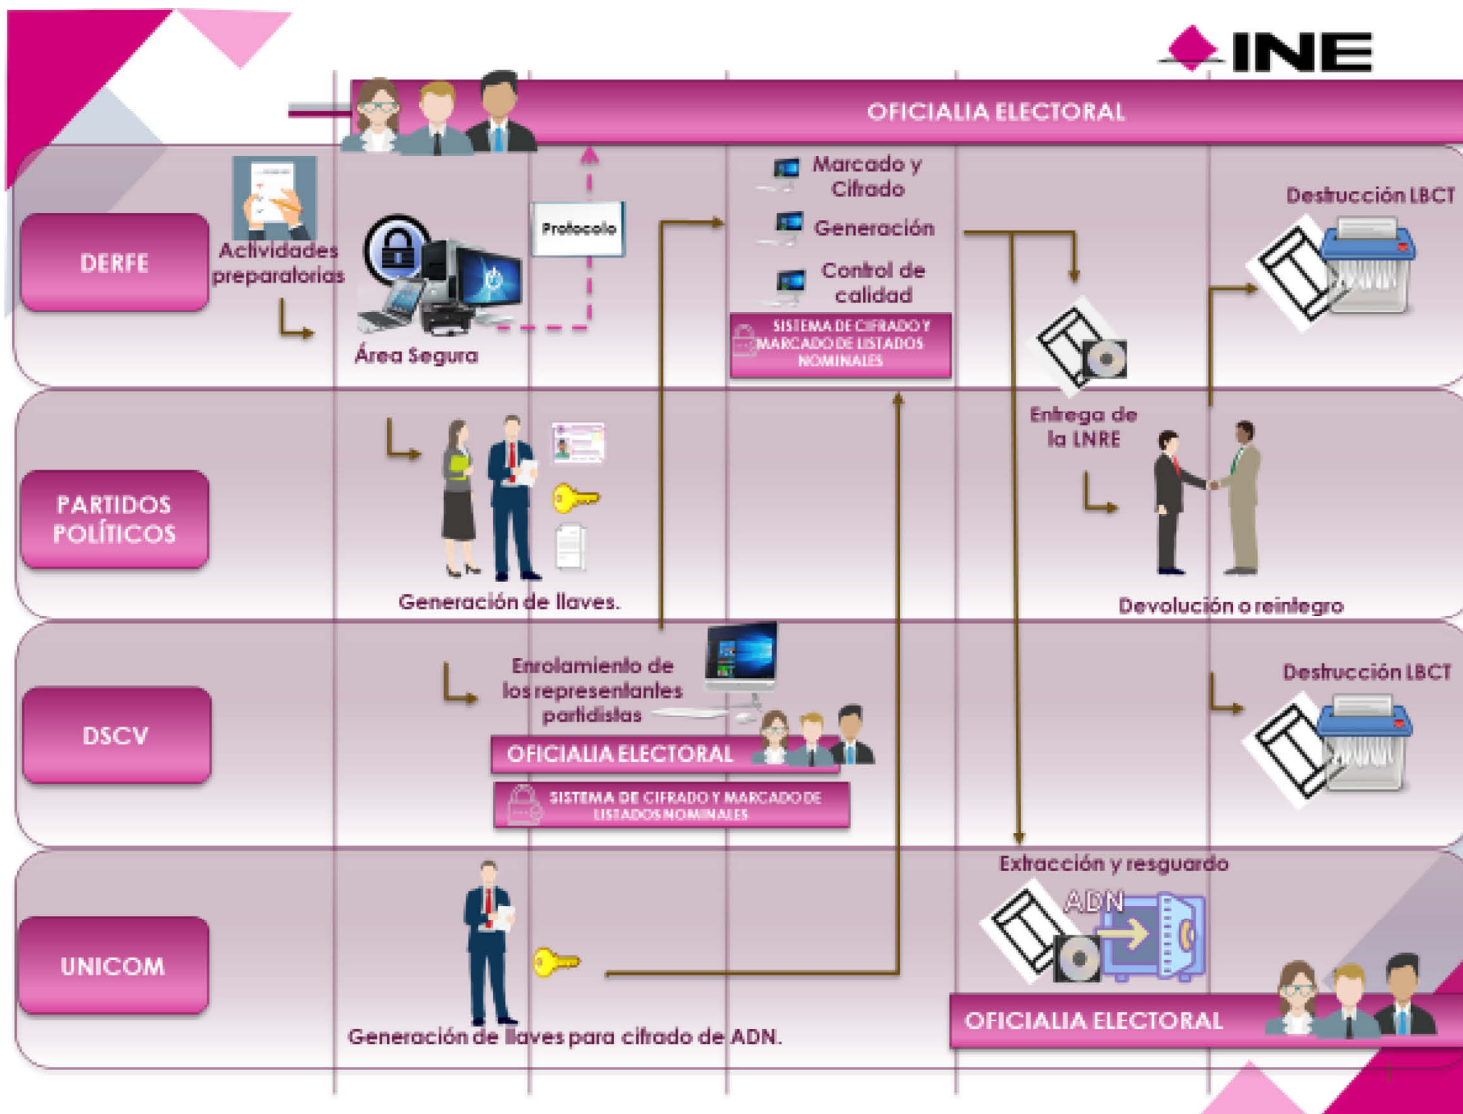 INE
OFICIALIA ELECTORAL
DERFE
Actividades
preparatorias
Área Segura
Protocolo
Marcado y
Cifrado
Generación
Control de
calidad
SISTEMA DE CIFRADO Y
MARCADO DE LISTADOS
NOMINALES
Entrega de
la LNRE
Destrucción LBCT
PARTIDOS
POLÍTICOS
Generación de llaves.
Devolución o reintegro
DSCV
Enrolamiento de
los representantes
partidistas
OFICIALIA ELECTORAL
SISTEMA DE CIFRADO Y MARCADO DE
LISTADOS NOMINALES
Destrucción LBCT
UNICOM
Generación de llaves para cifrado de ADN.
Extracción y resguardo
ADN
OFICIALIA ELECTORAL